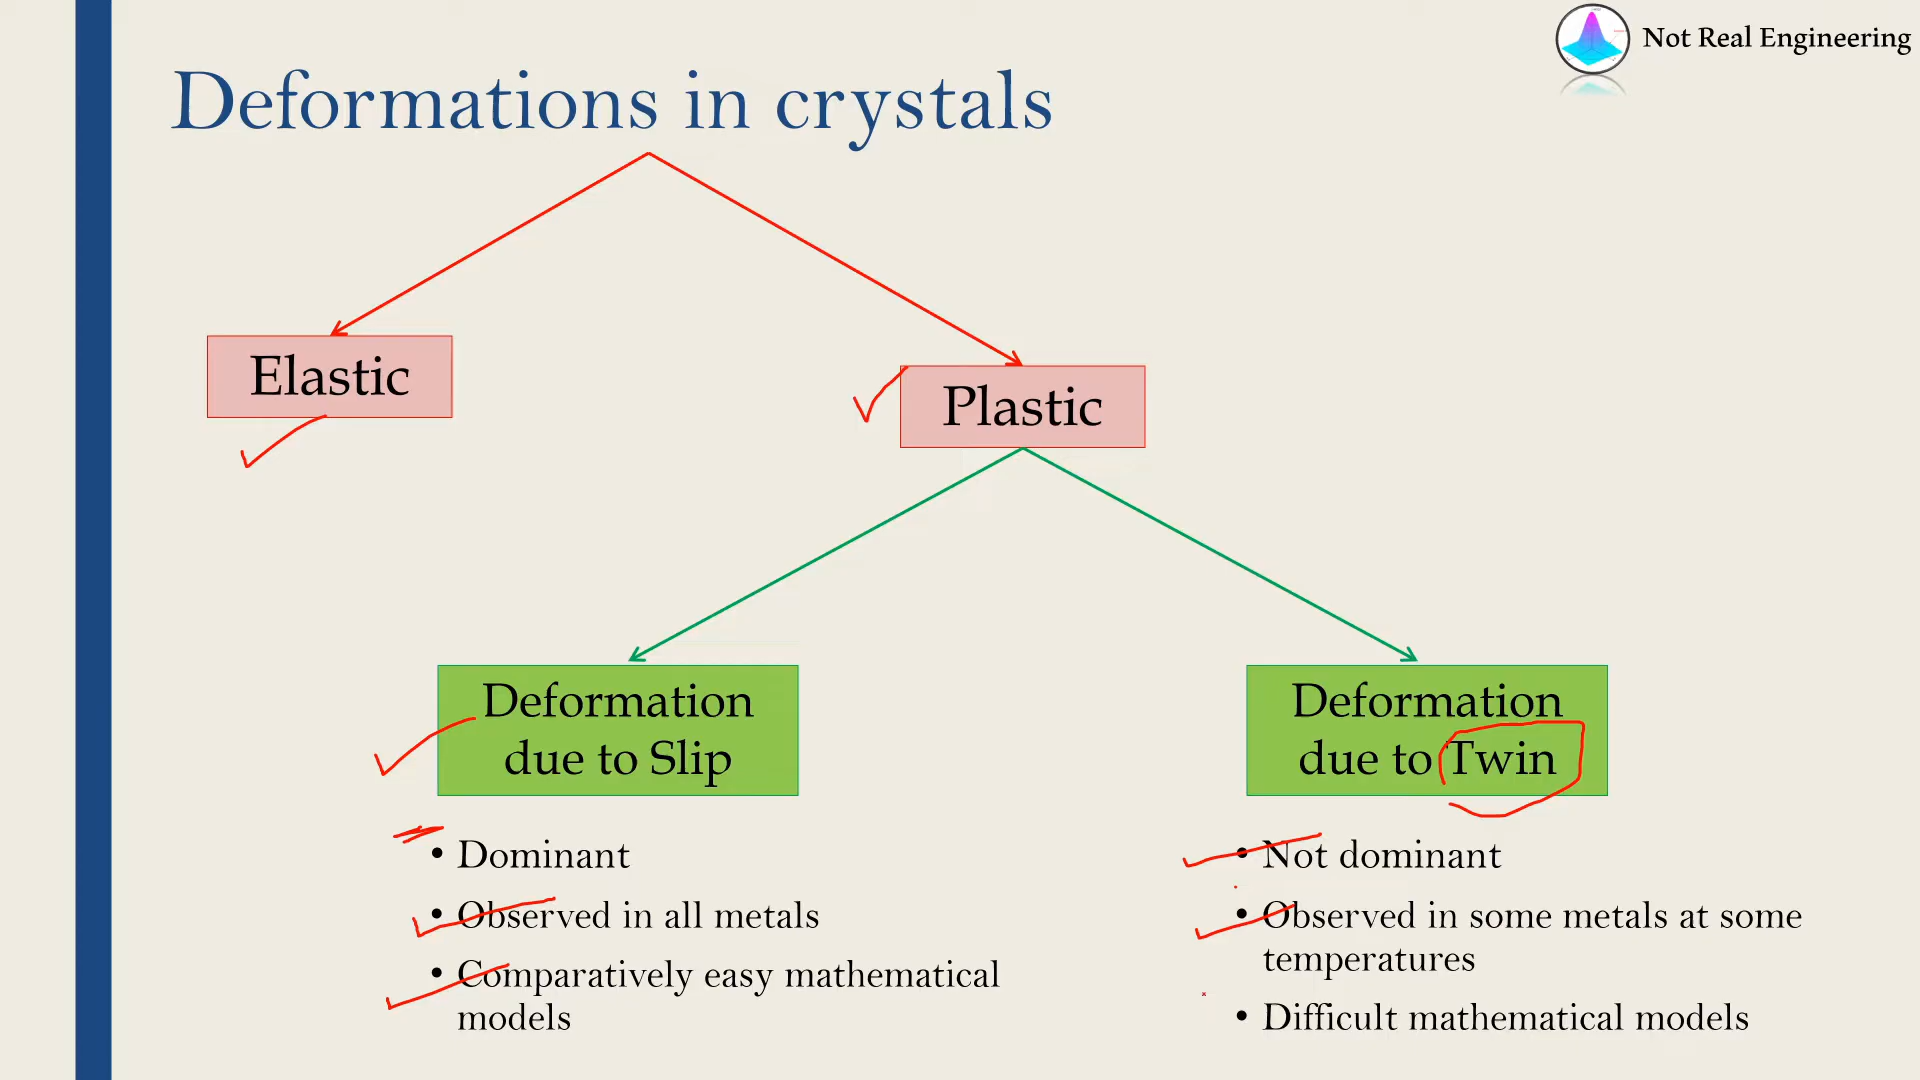 Not Real Engineering
Deformations in crystals
Elastic
Plastic
Deformation
due to Slip
• Dominant
• Observed in all metals
• Comparatively easy mathematical
models
Deformation
due to Twin
• Not dominant
• Observed in some metals at some
temperatures
• Difficult mathematical models